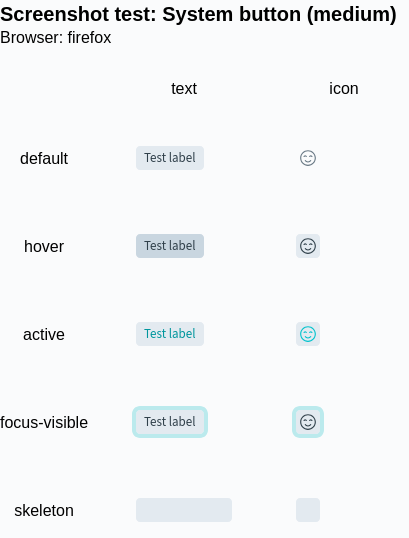 Screenshot test: System button (medium)
Browser: firefox
text icon
default Test label
hover Test label
active Test label
focus-visible Test label
skeleton